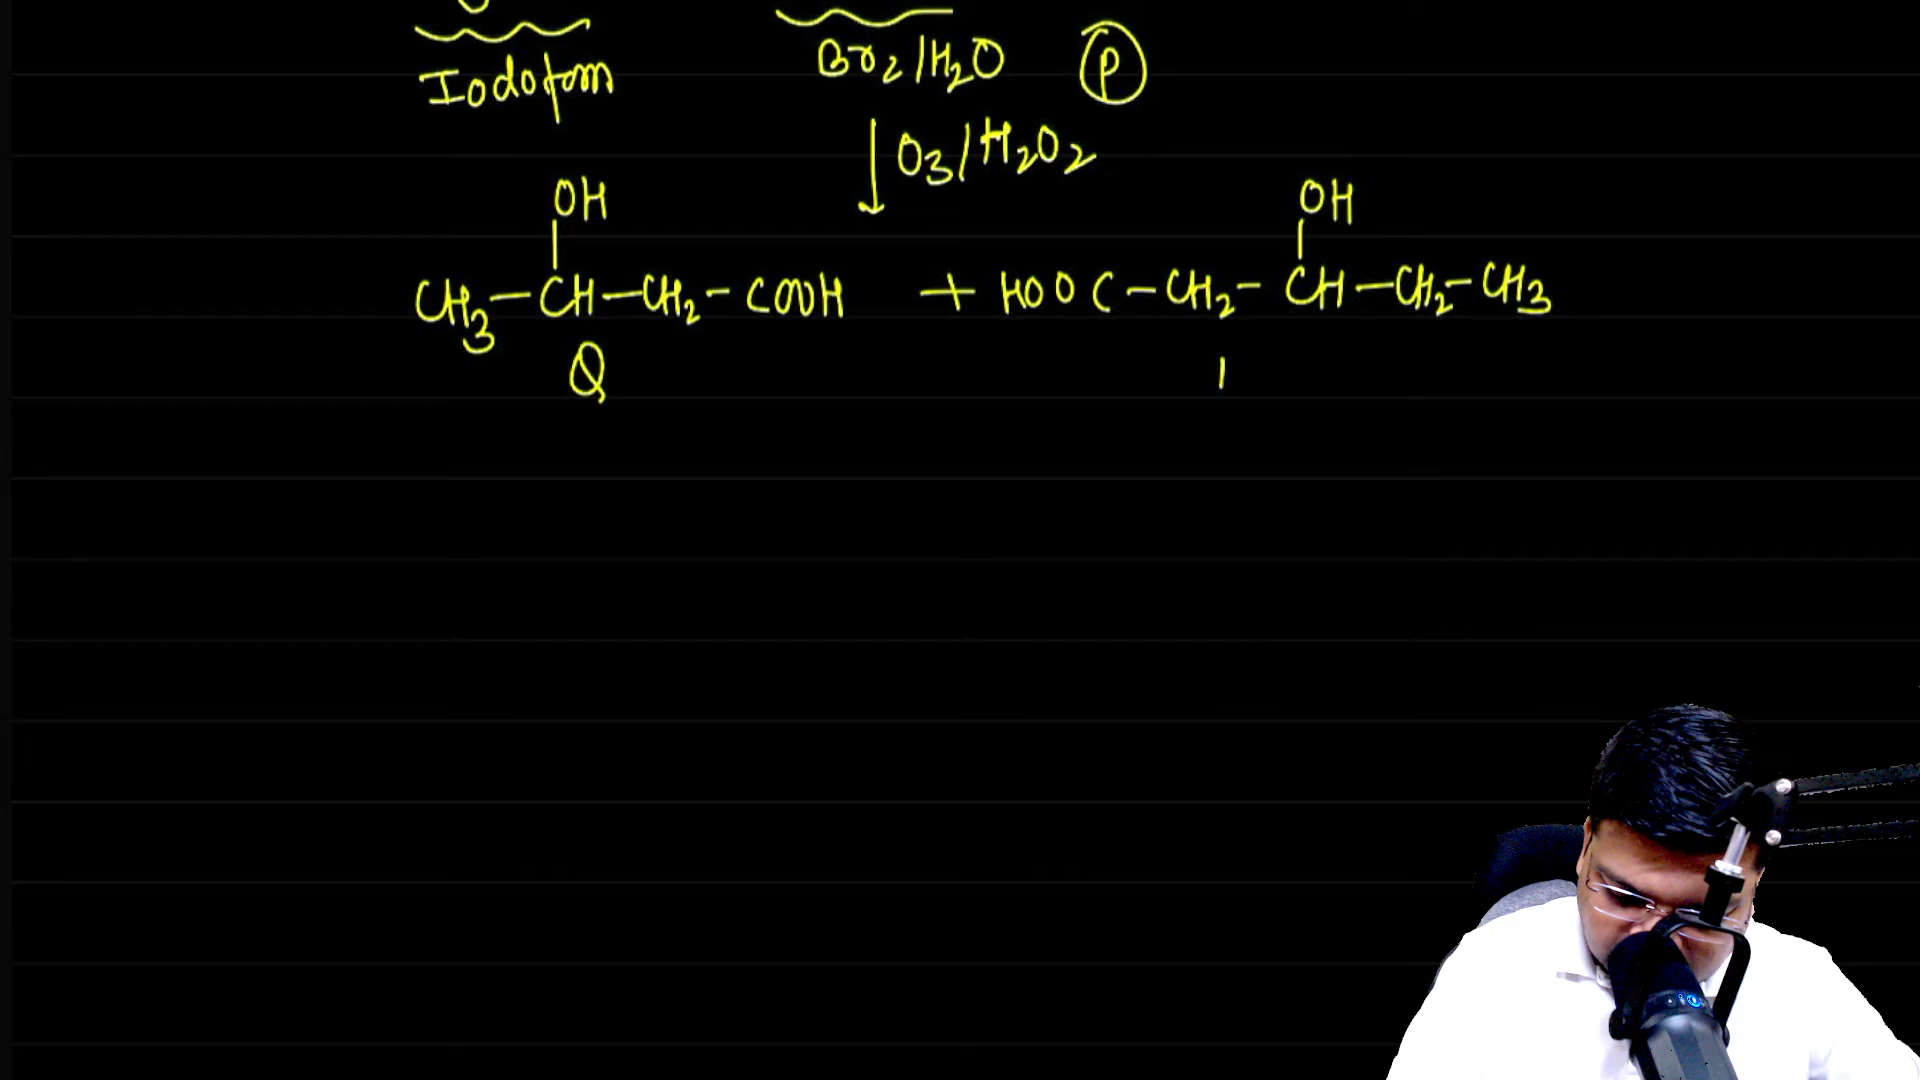 Iodoform Br2/H2O P
O3/H2O2
OH OH
CH3-CH-CH2-COOH + HOOC-CH2-CH-CH2-CH3
Q